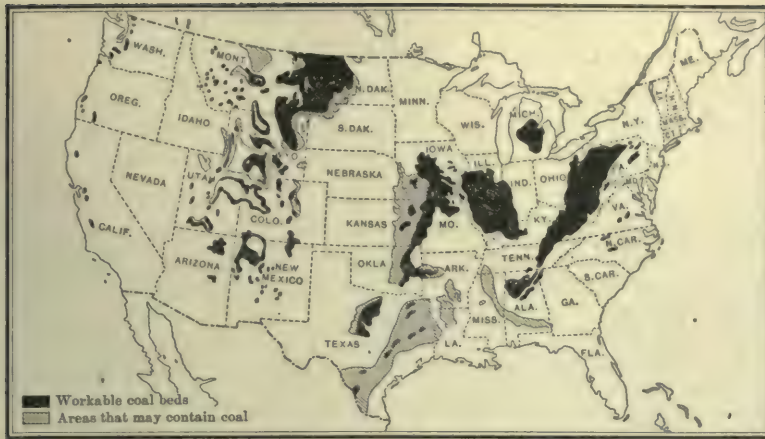 WASH.
MONT.
N.DAK.
MINN.
ME.
OREG.
IDAHO
S.DAK.
WIS.
MICH.
N.Y.
MASS.
NEVADA
UTAH
NEBRASKA
IOWA
ILL.
IND.
OHIO
MD.
CALIF.
COLO.
KANSAS
MO.
KY.
VA.
ARIZONA
NEW
MEXICO
OKLA
ARK.
TENN.
N.CAR.
S.CAR.
TEXAS
LA.
MISS.
ALA.
GA.
FLA.
Workable coal beds
Areas that may contain coal